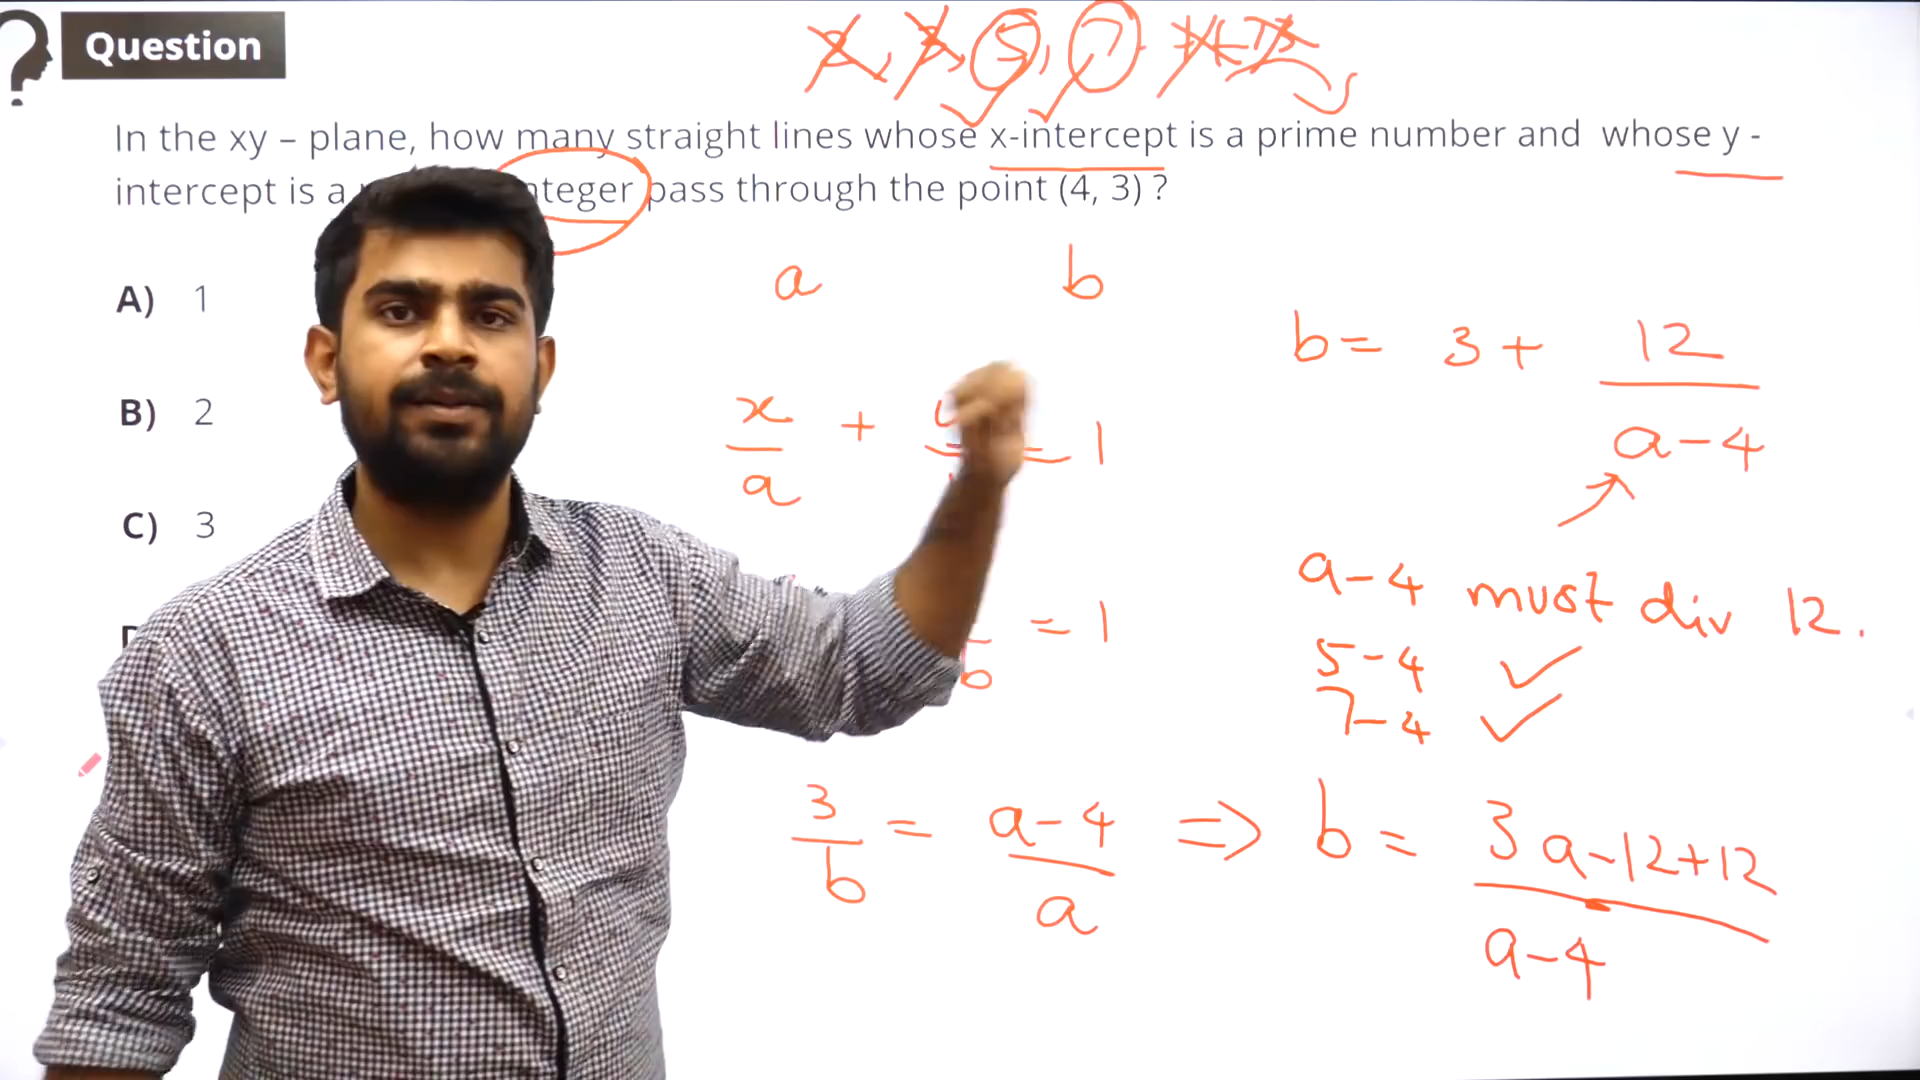 Question
5, 7
In the xy – plane, how many straight lines whose x-intercept is a prime number and whose y -
intercept is a pass through the point (4, 3) ?
A) 1
B) 2
C) 3
a b
x/a + = 1
= 1
b
3/b = a-4/a ⇒ b = 3a-12+12/a-4
b = 3 + 12/a-4
a-4 must div 12.
5-4 ✓
7-4 ✓